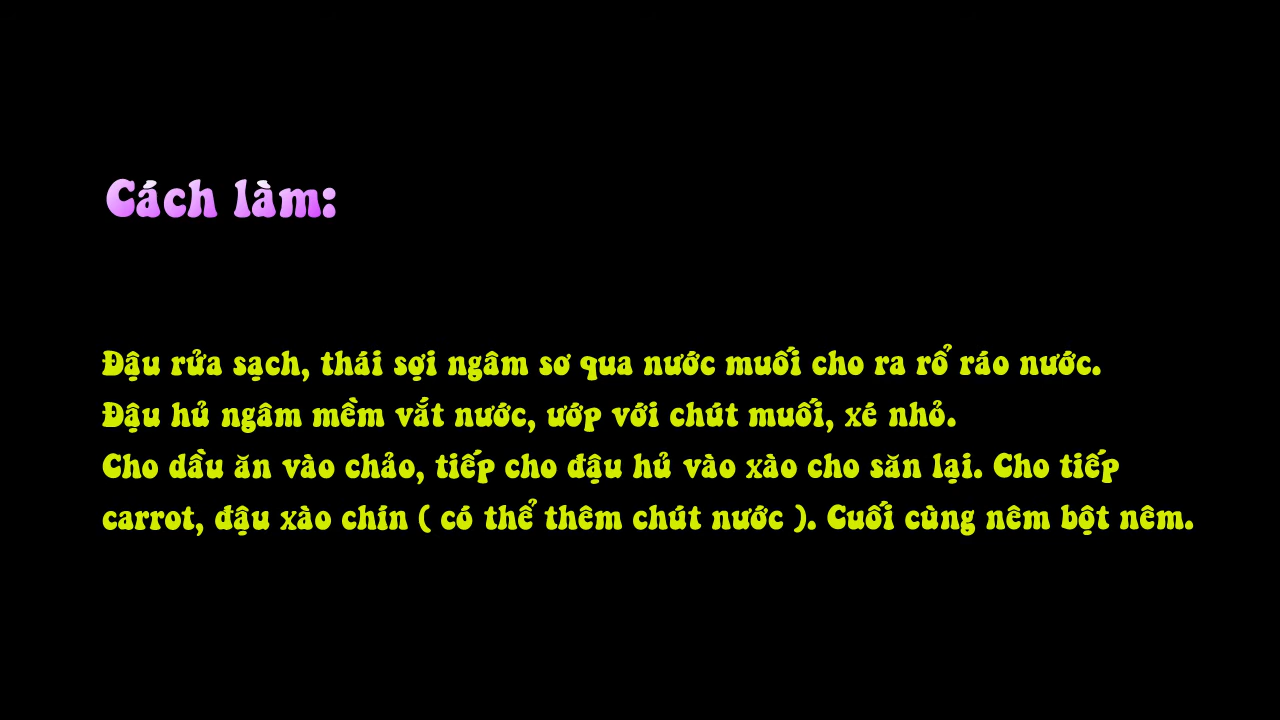 Cách làm:
Đậu rửa sạch, thái sợi ngâm sơ qua nước muối cho ra rổ ráo nước.
Đậu hủ ngâm mềm vắt nước, ướp với chút muối, xé nhỏ.
Cho dầu ăn vào chảo, tiếp cho đậu hủ vào xào cho săn lại. Cho tiếp
carrot, đậu xào chín ( có thể thêm chút nước ). Cuối cùng nêm bột nêm.